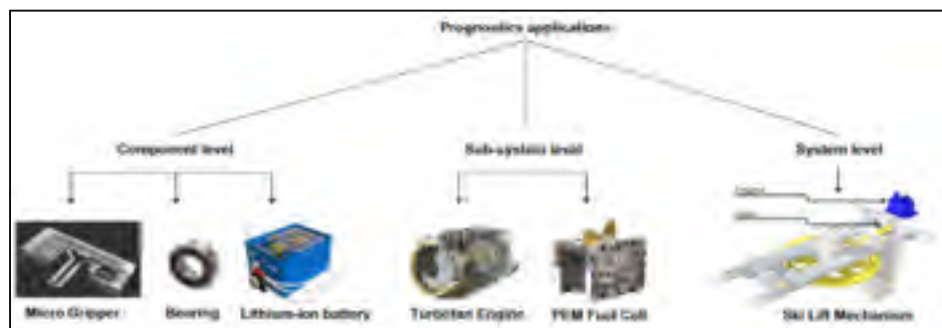 Prognostics applications
Component level
Sub-system level
System level
Micro Gripper
Bearing
Lithium-ion battery
Turbofan Engine
PEM Fuel Cell
Ski Lift Mechanism